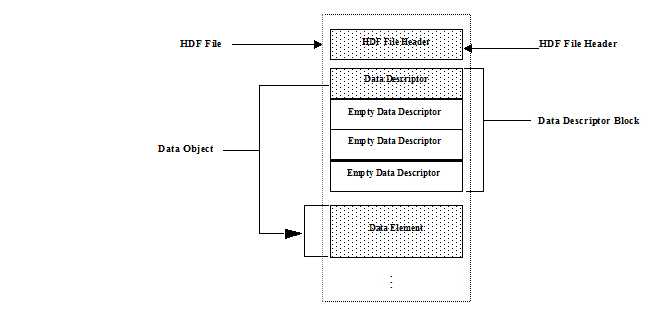 HDF File
HDF File Header
HDF File Header
Data Descriptor
Empty Data Descriptor
Data Descriptor Block
Empty Data Descriptor
Data Object
Empty Data Descriptor
Data Element